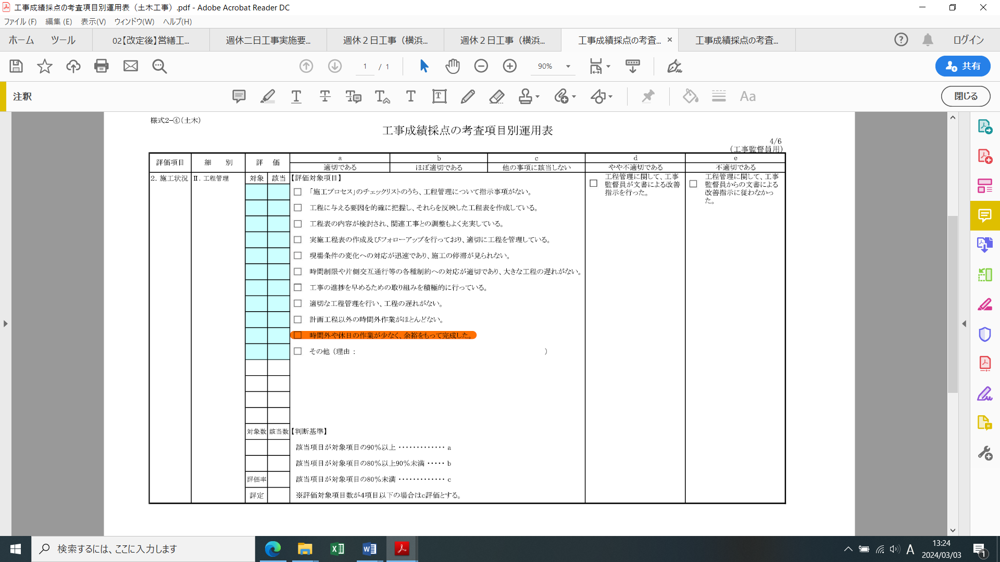 工事成績採点の考査項目別運用表（土木工事）.pdf - Adobe Acrobat Reader DC
ファイル(F) 編集(E) 表示(V) ウィンドウ(W) ヘルプ(H)
ホーム ツール 02【改定後】営繕工... 週休二日工事実施要... 週休２日工事（横浜... 週休２日工事（横浜... 工事成績採点の考査... × 工事成績採点の考査... ログイン
1 / 1 90% 共有
注釈 閉じる
様式2-④（土木）
工事成績採点の考査項目別運用表
4/6
（工事監督員用）
評価項目 細 別 評 価 a b c d e
適切である ほぼ適切である 他の事項に該当しない やや不適切である 不適切である
2. 施工状況 Ⅱ. 工程管理 対象 該当 【評価対象項目】
□ 「施工プロセス」のチェックリストのうち、工程管理について指示事項がない。
□ 工程に与える要因を的確に把握し、それらを反映した工程表を作成している。
□ 工程表の内容が検討され、関連工事との調整もよく充実している。
□ 実施工程表の作成及びフォローアップを行っており、適切に工程を管理している。
□ 現場条件の変化への対応が迅速であり、施工の停滞が見られない。
□ 時間制限や片側交互通行等の各種制約への対応が適切であり、大きな工程の遅れがない。
□ 工事の進捗を早めるための取り組みを積極的に行っている。
□ 適切な工程管理を行い、工程の遅れがない。
□ 計画工程以外の時間外作業がほとんどない。
□ 時間外や休日の作業が少なく、余裕をもって完成した。
□ その他（理由： ）
□ 工程管理に関して、工事
監督員が文書による改善
指示を行った。
□ 工程管理に関して、工事
監督員からの文書による
改善指示に従わなかっ
た。
対象数 該当数 【判断基準】
該当項目が対象項目の90％以上・・・・・・・・・・・・・ a
該当項目が対象項目の80％以上90％未満・・・・・ b
評価率 該当項目が対象項目の80％未満・・・・・・・・・・・・・ c
評定 ※評価対象項目数が4項目以下の場合はc評価とする。
検索するには、ここに入力します
A 13:24
2024/03/03
1